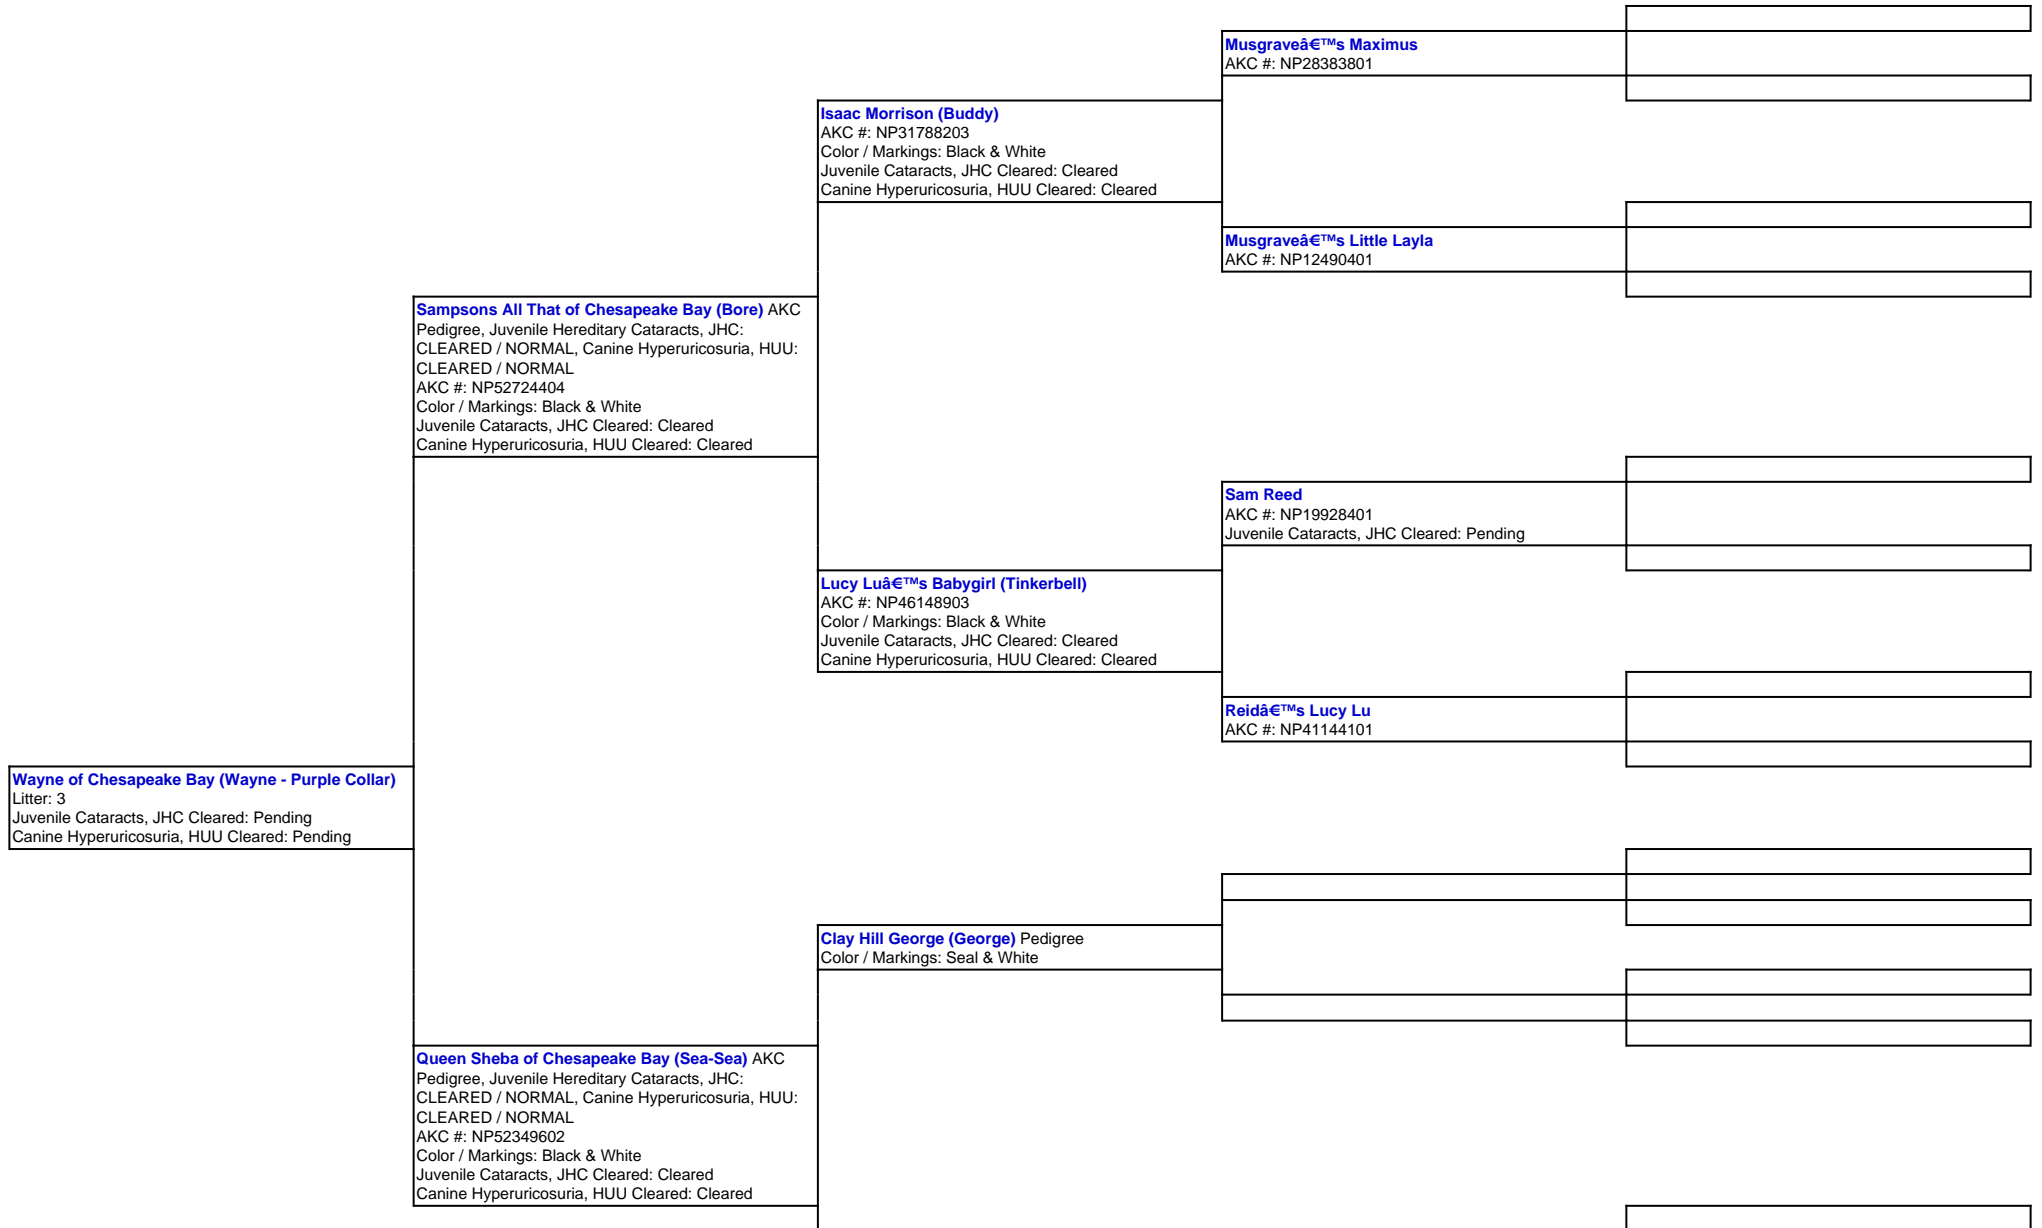 Musgraveâ€™s Maximus
AKC #: NP28383801
Isaac Morrison (Buddy)
AKC #: NP31788203
Color / Markings: Black & White
Juvenile Cataracts, JHC Cleared: Cleared
Canine Hyperuricosuria, HUU Cleared: Cleared
Musgraveâ€™s Little Layla
AKC #: NP12490401
Sampsons All That of Chesapeake Bay (Bore) AKC
Pedigree, Juvenile Hereditary Cataracts, JHC:
CLEARED / NORMAL, Canine Hyperuricosuria, HUU:
CLEARED / NORMAL
AKC #: NP52724404
Color / Markings: Black & White
Juvenile Cataracts, JHC Cleared: Cleared
Canine Hyperuricosuria, HUU Cleared: Cleared
Sam Reed
AKC #: NP19928401
Juvenile Cataracts, JHC Cleared: Pending
Lucy Luâ€™s Babygirl (Tinkerbell)
AKC #: NP46148903
Color / Markings: Black & White
Juvenile Cataracts, JHC Cleared: Cleared
Canine Hyperuricosuria, HUU Cleared: Cleared
Reidâ€™s Lucy Lu
AKC #: NP41144101
Wayne of Chesapeake Bay (Wayne - Purple Collar)
Litter: 3
Juvenile Cataracts, JHC Cleared: Pending
Canine Hyperuricosuria, HUU Cleared: Pending
Clay Hill George (George) Pedigree
Color / Markings: Seal & White
Queen Sheba of Chesapeake Bay (Sea-Sea) AKC
Pedigree, Juvenile Hereditary Cataracts, JHC:
CLEARED / NORMAL, Canine Hyperuricosuria, HUU:
CLEARED / NORMAL
AKC #: NP52349602
Color / Markings: Black & White
Juvenile Cataracts, JHC Cleared: Cleared
Canine Hyperuricosuria, HUU Cleared: Cleared